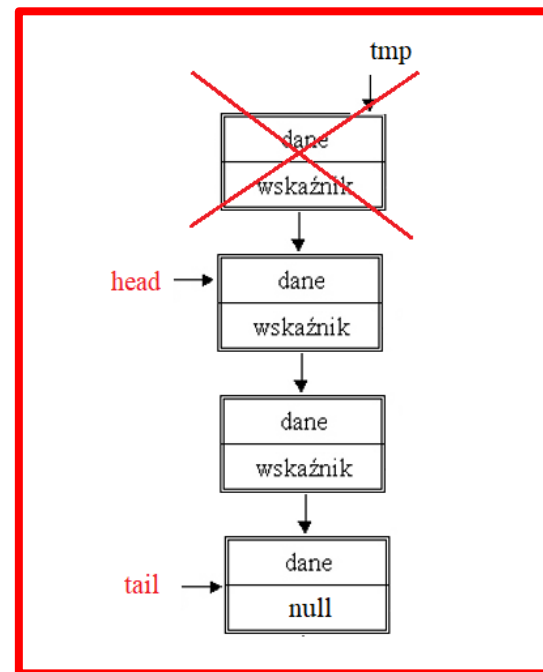 tmp
dane
wskaźnik
head
dane
wskaźnik
dane
wskaźnik
dane
tail
null